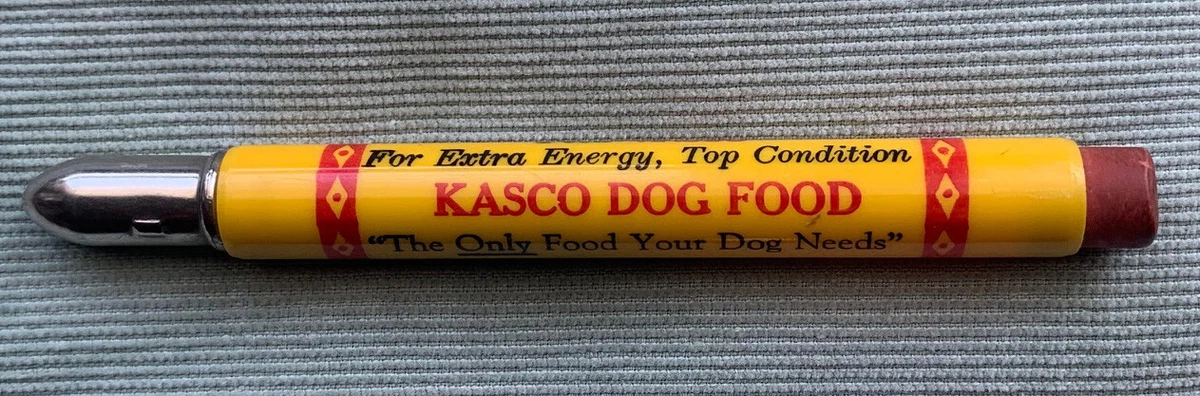 For Extra Energy, Top Condition
KASCO DOG FOOD
“The Only Food Your Dog Needs”